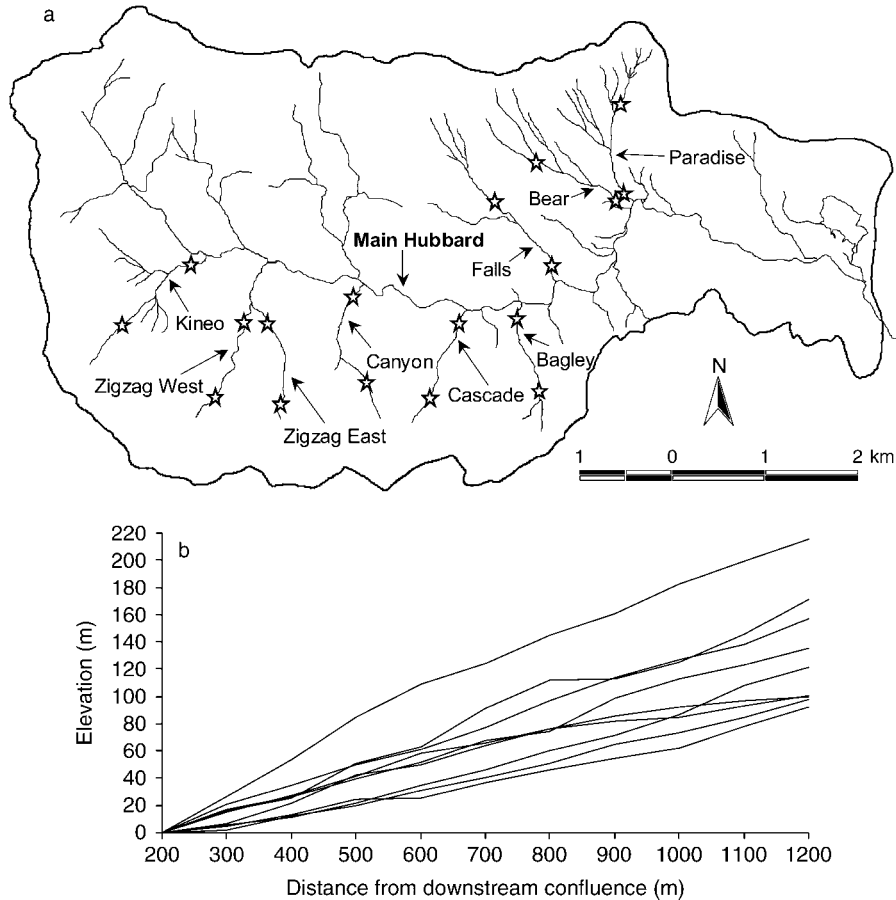 a
Paradise
Bear
Main Hubbard
Falls
Kineo
Canyon
Bagley
Zigzag West
Cascade
Zigzag East
N
1 0 1 2 km
b
220
200
180
160
140
120
100
80
60
40
20
0
Elevation (m)
200 300 400 500 600 700 800 900 1000 1100 1200
Distance from downstream confluence (m)